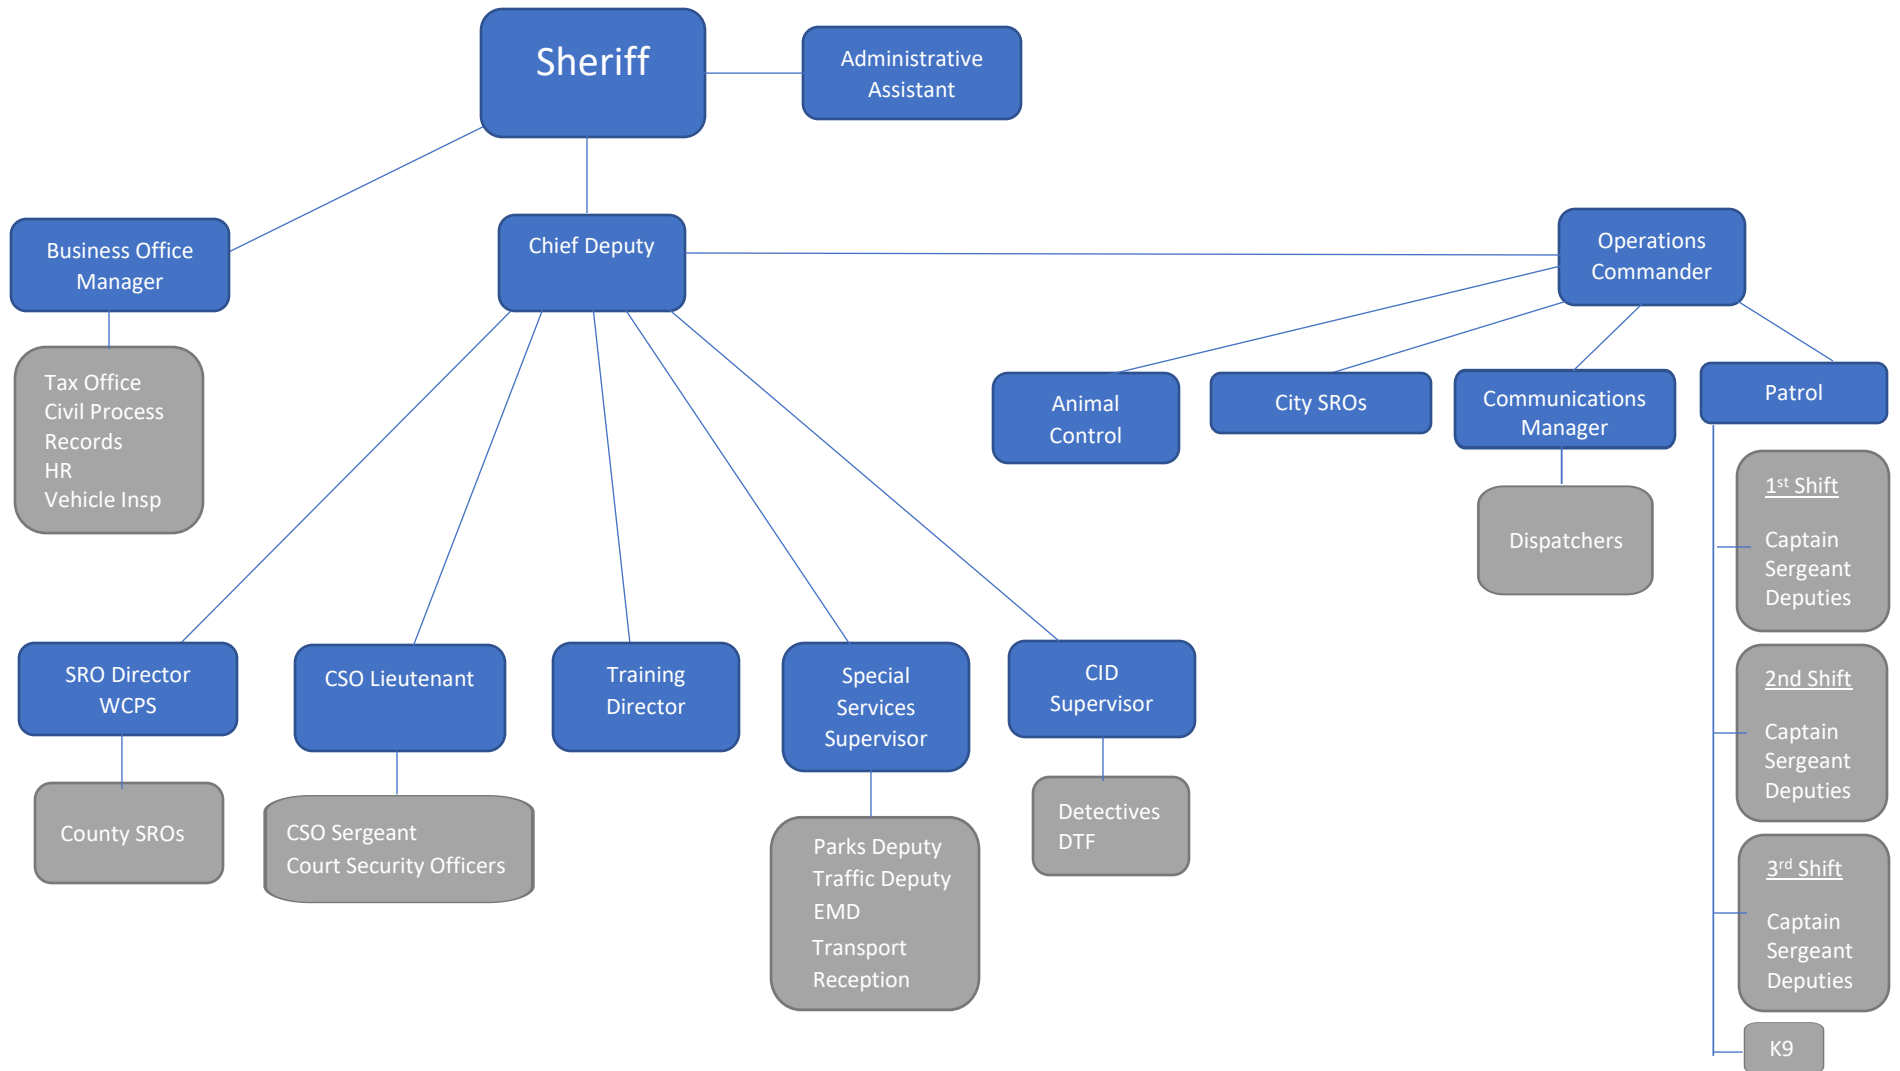 Sheriff
Administrative
Assistant
Business Office
Manager
Chief Deputy
Operations
Commander
Tax Office
Civil Process
Records
HR
Vehicle Insp
Animal
Control
City SROs
Communications
Manager
Patrol
Dispatchers
1st Shift
Captain
Sergeant
Deputies
2nd Shift
Captain
Sergeant
Deputies
3rd Shift
Captain
Sergeant
Deputies
K9
SRO Director
WCPS
CSO Lieutenant
Training
Director
Special
Services
Supervisor
CID
Supervisor
County SROs
CSO Sergeant
Court Security Officers
Parks Deputy
Traffic Deputy
EMD
Transport
Reception
Detectives
DTF